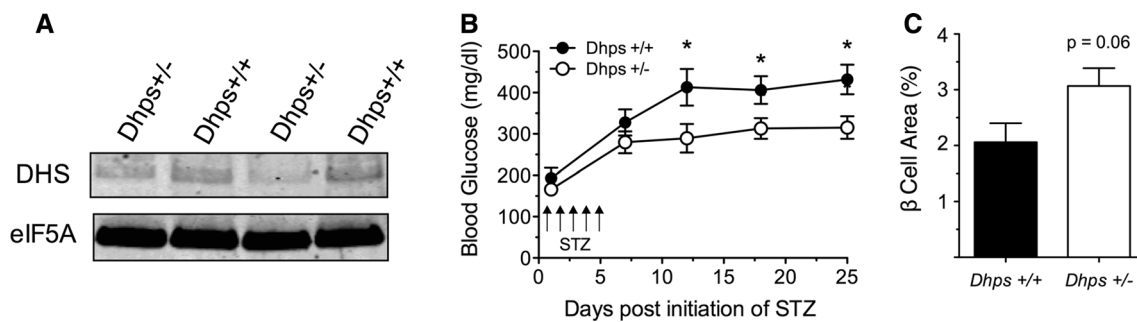 A
Dhps+/-
Dhps+/+
Dhps+/-
Dhps+/+
DHS
eIF5A
B
Blood Glucose (mg/dl)
500
400
300
200
100
0
Dhps +/+
Dhps +/-
*
*
*
STZ
0
5
10
15
20
25
Days post initiation of STZ
C
β Cell Area (%)
4
3
2
1
p = 0.06
Dhps +/+
Dhps +/-